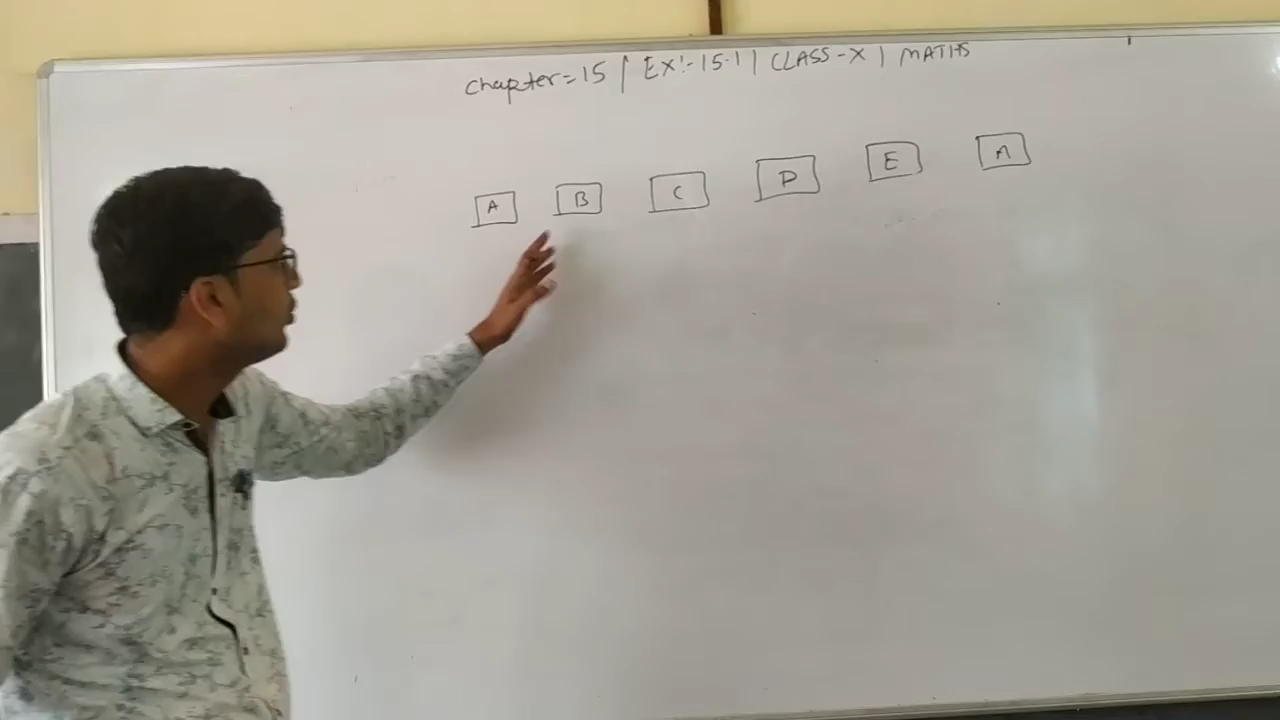 Chapter=15 | EX!-15.1 | CLASS-X | MATHS
A B C D E A